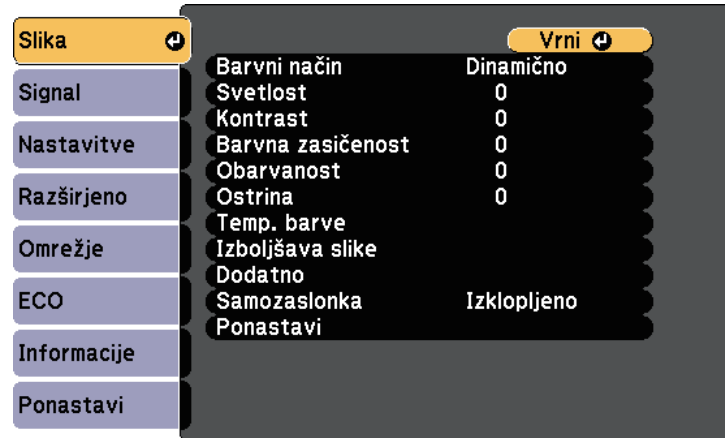 Slika
Signal
Nastavitve
Razširjeno
Omrežje
ECO
Informacije
Ponastavi
Vrni
Barvni način Dinamično
Svetlost 0
Kontrast 0
Barvna zasičenost 0
Obarvanost 0
Ostrina 0
Temp. barve
Izboljšava slike
Dodatno
Samozaslonka Izklopljeno
Ponastavi